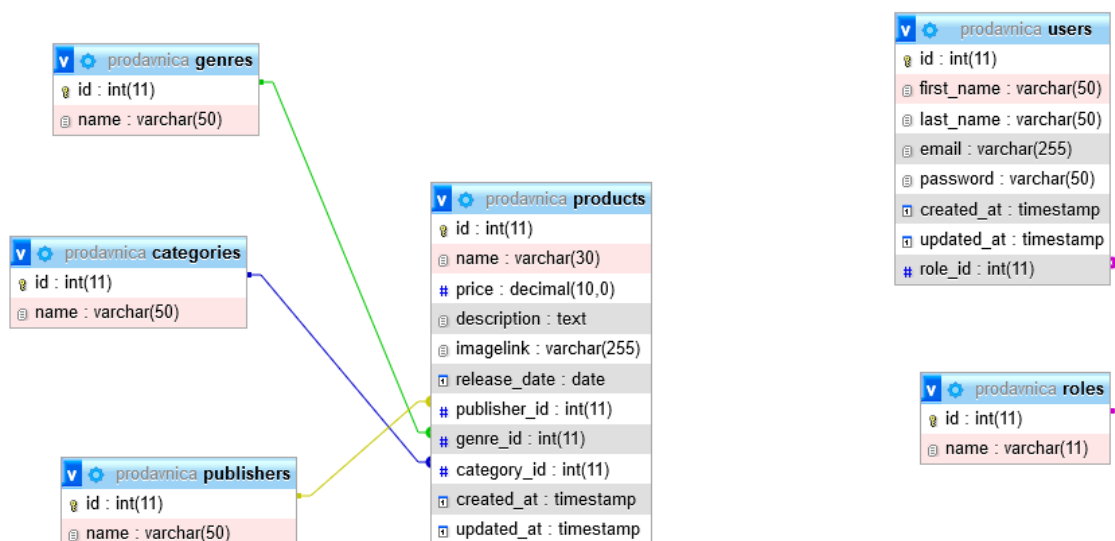 prodavnica genres
id : int(11)
name : varchar(50)
prodavnica categories
id : int(11)
name : varchar(50)
prodavnica publishers
id : int(11)
name : varchar(50)
prodavnica products
id : int(11)
name : varchar(30)
# price : decimal(10,0)
description : text
imagelink : varchar(255)
release_date : date
# publisher_id : int(11)
# genre_id : int(11)
# category_id : int(11)
created_at : timestamp
updated_at : timestamp
prodavnica users
id : int(11)
first_name : varchar(50)
last_name : varchar(50)
email : varchar(255)
password : varchar(50)
created_at : timestamp
updated_at : timestamp
# role_id : int(11)
prodavnica roles
id : int(11)
name : varchar(11)